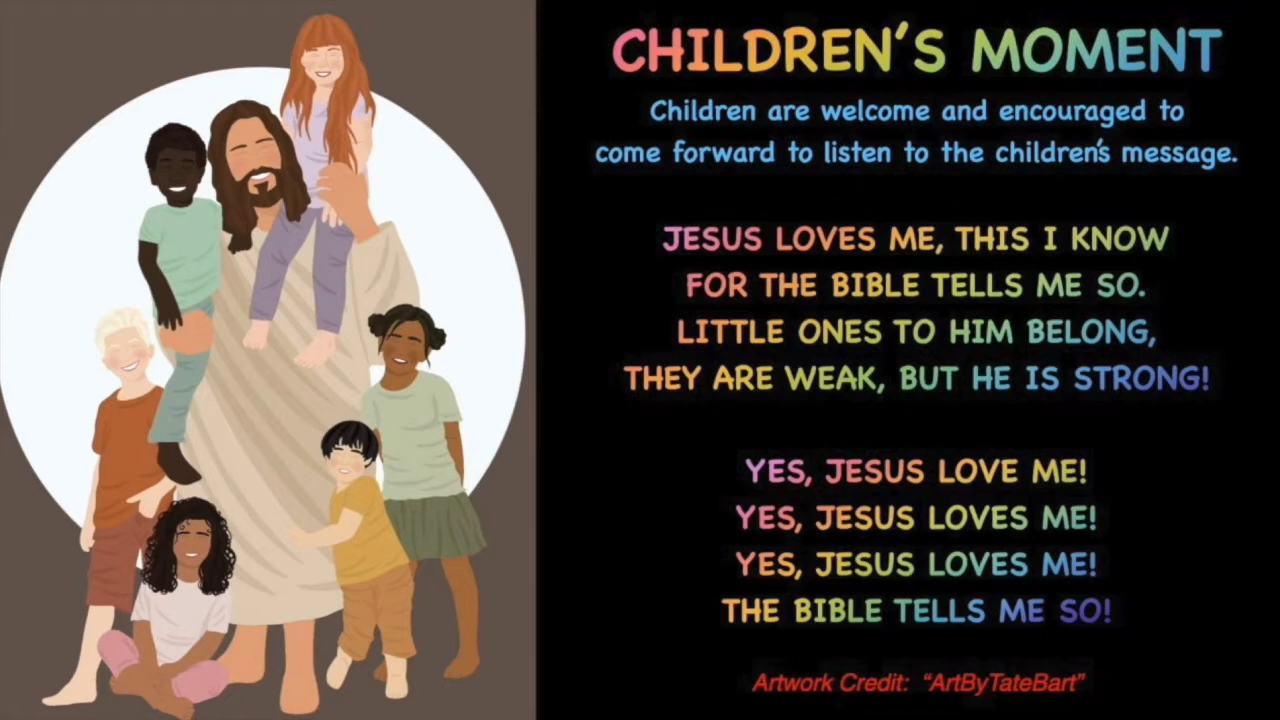 CHILDREN'S MOMENT
Children are welcome and encouraged to
come forward to listen to the children's message.
JESUS LOVES ME, THIS I KNOW
FOR THE BIBLE TELLS ME SO.
LITTLE ONES TO HIM BELONG,
THEY ARE WEAK, BUT HE IS STRONG!
YES, JESUS LOVE ME!
YES, JESUS LOVES ME!
YES, JESUS LOVES ME!
THE BIBLE TELLS ME SO!
Artwork Credit: "ArtByTateBart"